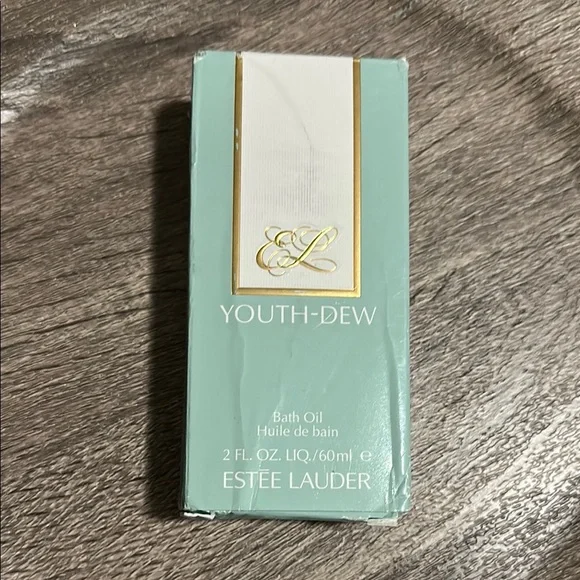 EL
YOUTH-DEW
Bath Oil
Huile de bain
2 FL. OZ. LIQ./60ml ℮
ESTĒE LAUDER